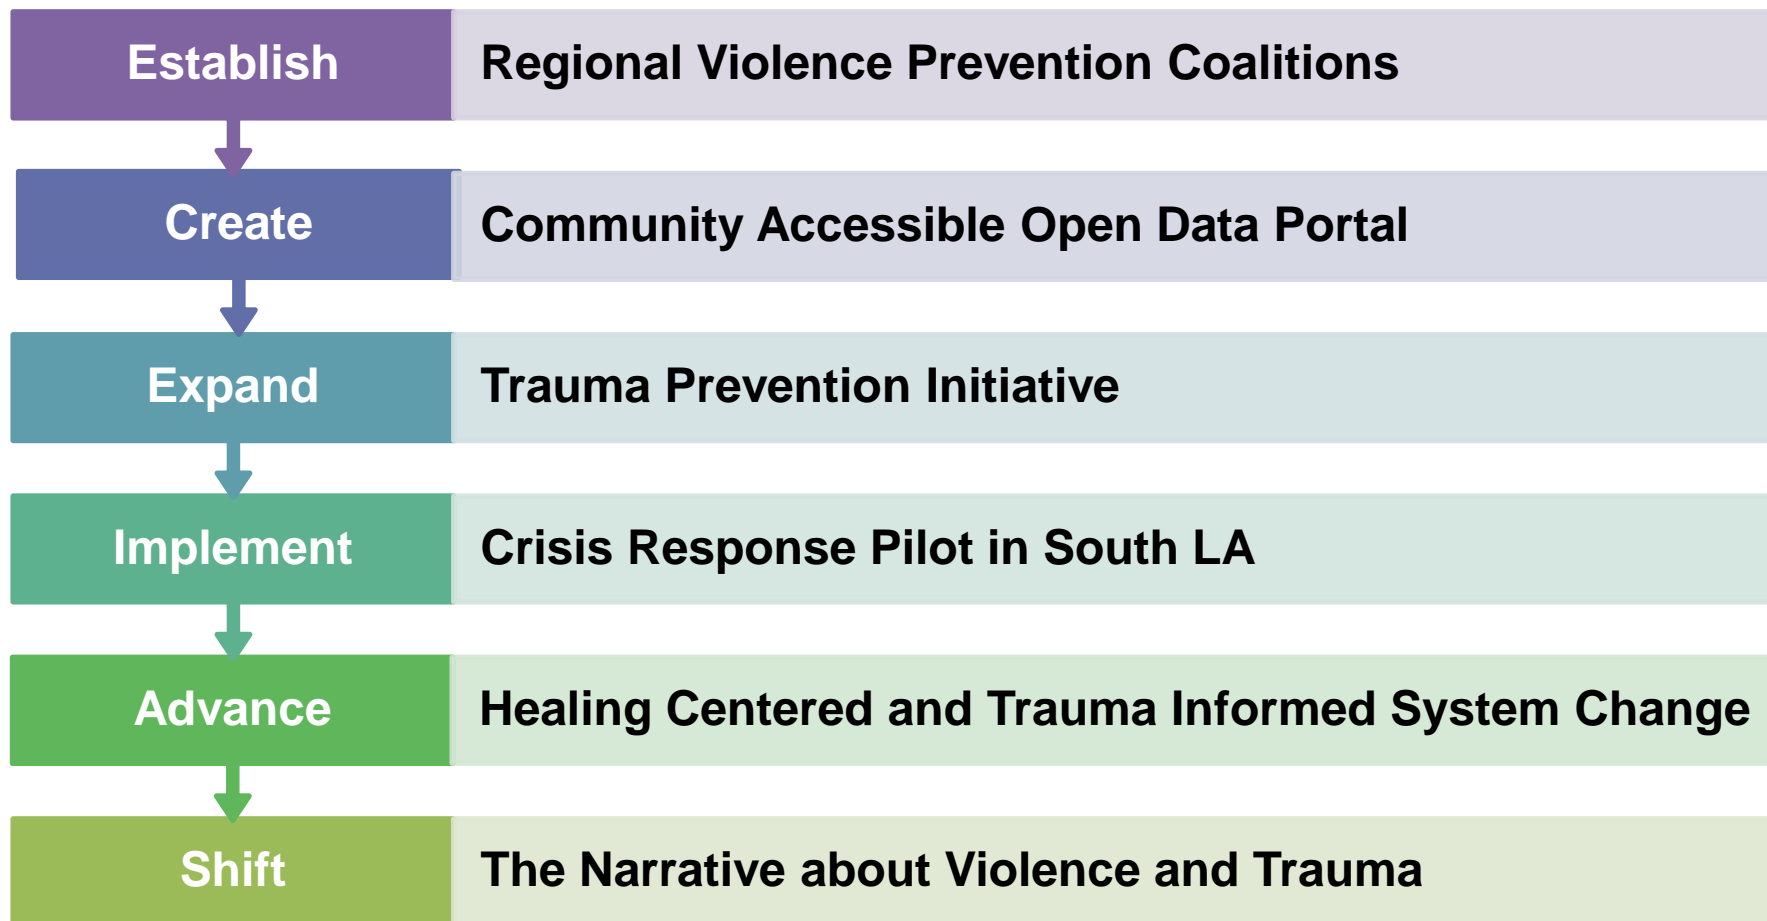 Establish
Regional Violence Prevention Coalitions
Create
Community Accessible Open Data Portal
Expand
Trauma Prevention Initiative
Implement
Crisis Response Pilot in South LA
Advance
Healing Centered and Trauma Informed System Change
Shift
The Narrative about Violence and Trauma